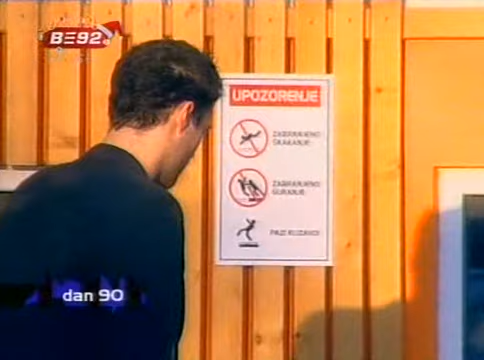 B92
UPOZORENJE
ZABRANJENO
SKAKANJE!
ZABRANJENO
GURANJE!
PAZI KLIZAVO!
dan 90